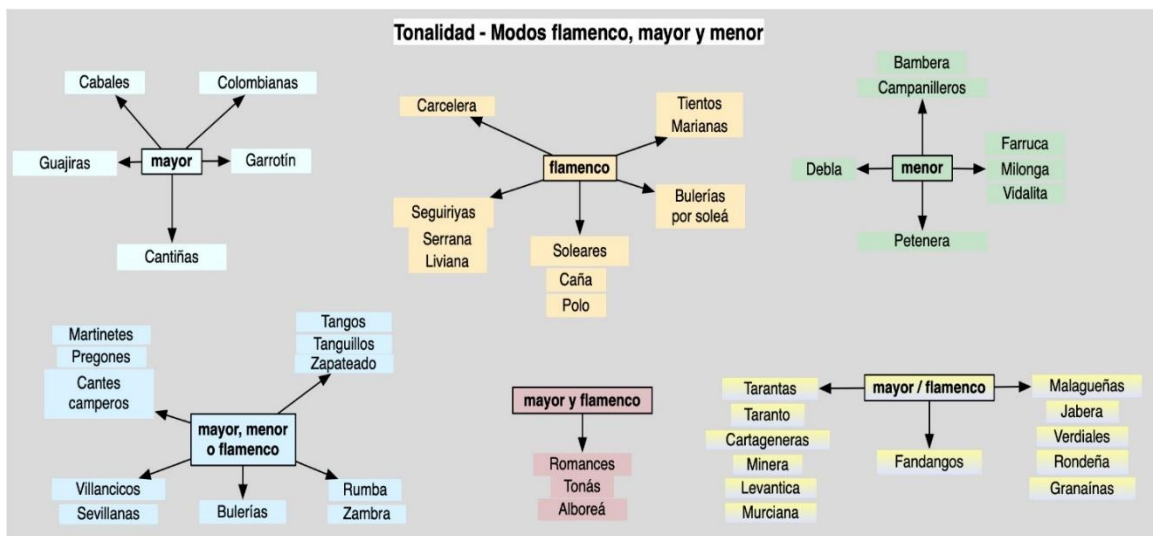 Tonalidad - Modos flamenco, mayor y menor
Cabales
Colombianas
Guajiras
mayor
Garrotín
Cantiñas
Carcelera
Tientos
Marianas
flamenco
Seguiriyas
Serrana
Liviana
Soleares
Caña
Polo
Bulerías
por soleá
Bambera
Campanilleros
Debla
menor
Farruca
Milonga
Vidalita
Petenera
Martinetes
Pregones
Cantes
camperos
Tangos
Tanguillos
Zapateado
mayor, menor
o flamenco
Villancicos
Sevillanas
Bulerías
Rumba
Zambra
mayor y flamenco
Romances
Tonás
Alboreá
mayor / flamenco
Tarantas
Taranto
Cartageneras
Minera
Levantica
Murciana
Fandangos
Malagueñas
Jabera
Verdiales
Rondeña
Granaínas